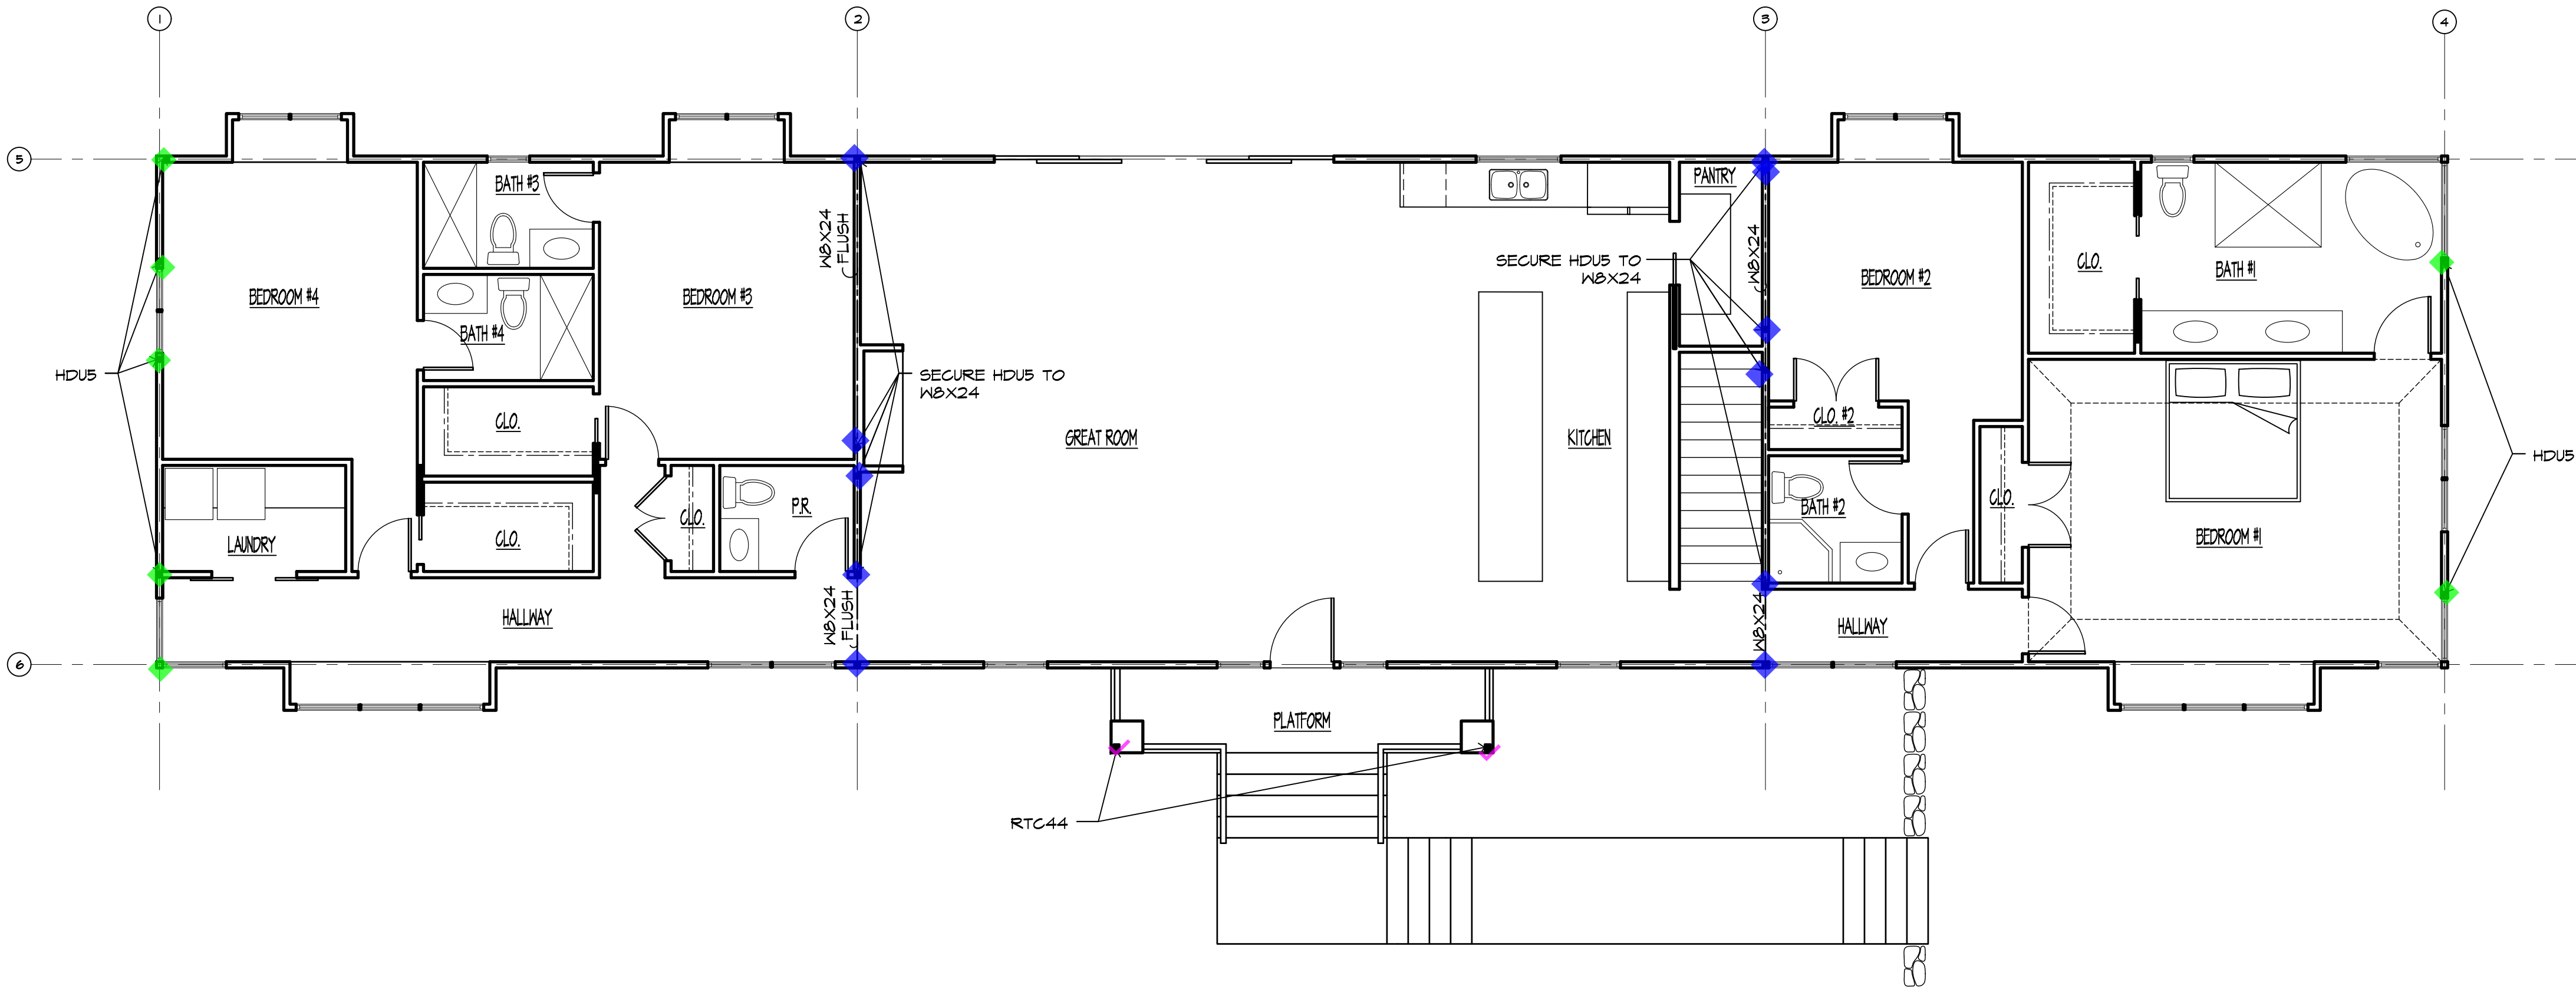 1
2
3
4
5
BATH #3
PANTRY
W8X24
FLUSH
W8X24
SECURE HDU5 TO
W8X24
CLO.
BATH #1
BEDROOM #4
BEDROOM #3
BEDROOM #2
BATH #4
HDU5
SECURE HDU5 TO
W8X24
CLO.
CLO. #2
GREAT ROOM
KITCHEN
HDU5
CLO.
P.R.
CLO.
BATH #2
CLO.
LAUNDRY
CLO.
BEDROOM #1
W8X24
FLUSH
W8X24
HALLWAY
HALLWAY
6
PLATFORM
RTC44